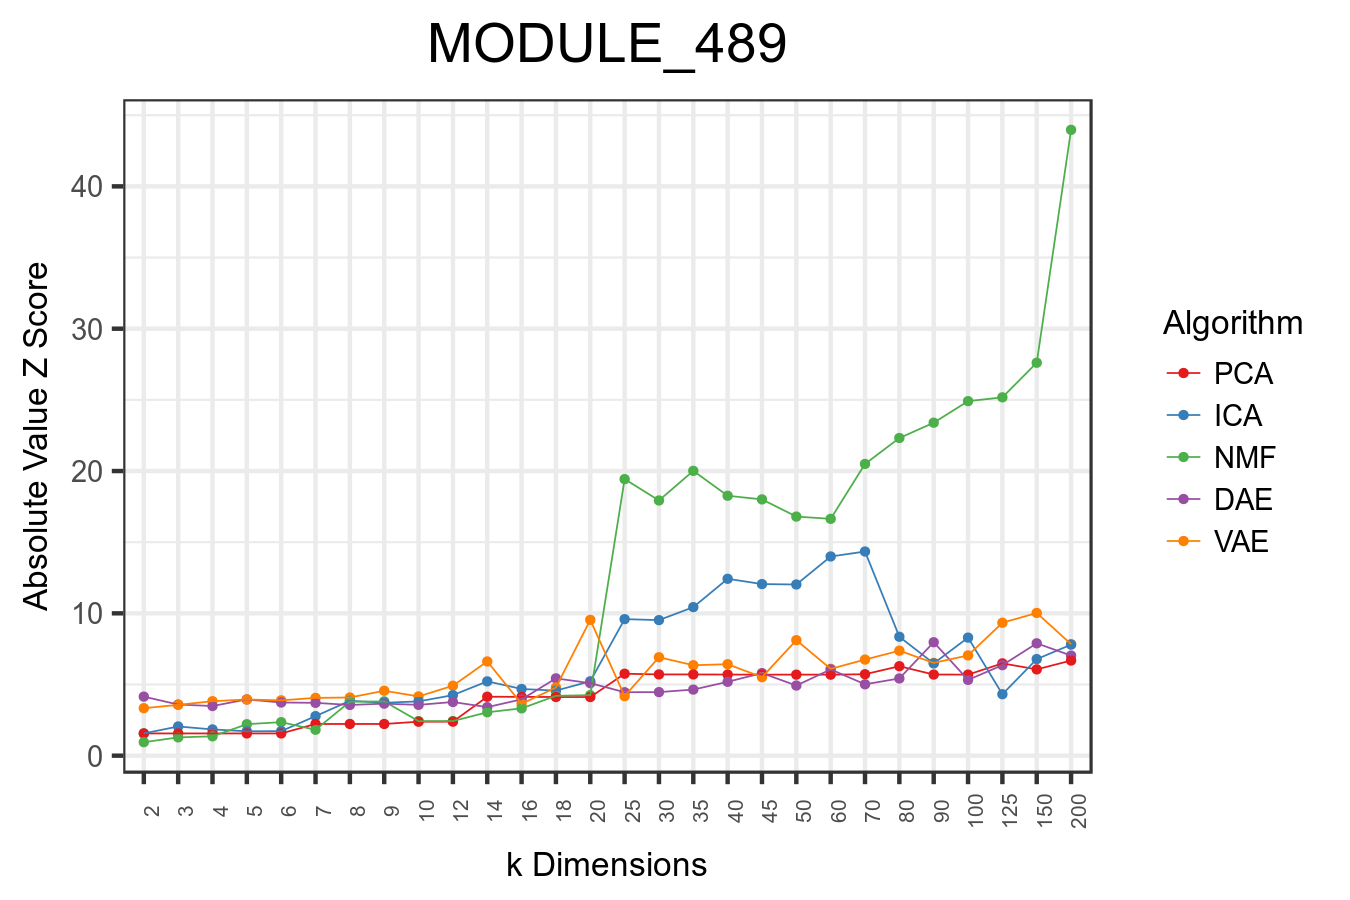 MODULE_489
Absolute Value Z Score
40
30
20
10
0
2 3 4 5 6 7 8 9 10 12 14 16 18 20 25 30 35 40 45 50 60 70 80 90 100 125 150 200
k Dimensions
Algorithm
PCA
ICA
NMF
DAE
VAE